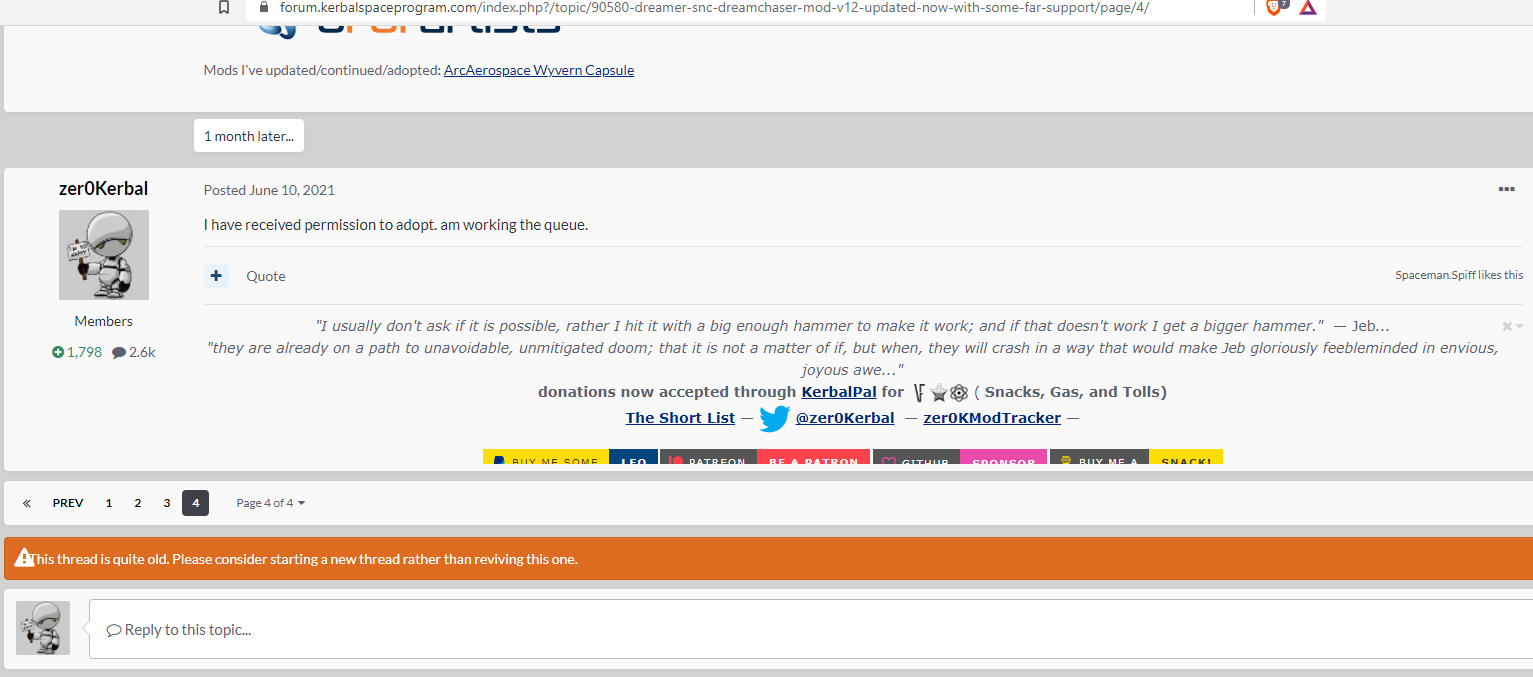 forum.kerbalspaceprogram.com/index.php?/topic/90580-dreamer-snc-dreamchaser-mod-v12-updated-now-with-some-far-support/page/4/
7
Mods I've updated/continued/adopted: ArcAerospace Wyvern Capsule
1 month later...
zer0Kerbal
Posted June 10, 2021
I have received permission to adopt. am working the queue.
Quote
Spaceman.Spiff likes this
Members
1,798 2.6k
"I usually don't ask if it is possible, rather I hit it with a big enough hammer to make it work; and if that doesn't work I get a bigger hammer." — Jeb...
"they are already on a path to unavoidable, unmitigated doom; that it is not a matter of if, but when, they will crash in a way that would make Jeb gloriously feebleminded in envious,
joyous awe..."
donations now accepted through KerbalPal for ( Snacks, Gas, and Tolls)
The Short List — @zer0Kerbal — zer0KModTracker —
BUY ME SOME LFO PATREON BE A PATRON GITHUB SPONSOR BUY ME A SNACK!
« PREV 1 2 3 4 Page 4 of 4
This thread is quite old. Please consider starting a new thread rather than reviving this one.
Reply to this topic...